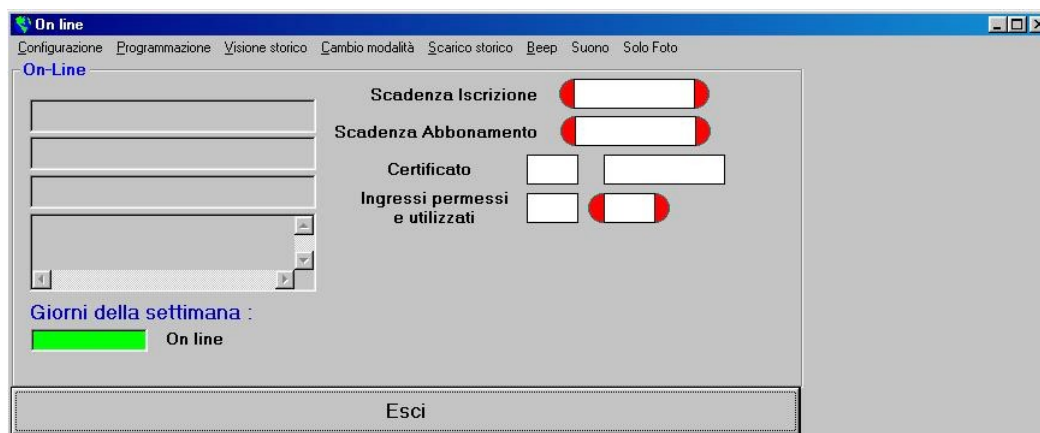 On line
Configurazione Programmazione Visione storico Cambio modalità Scarico storico Beep Suono Solo Foto
On-Line
Scadenza Iscrizione
Scadenza Abbonamento
Certificato
Ingressi permessi
e utilizzati
Giorni della settimana :
On line
Esci